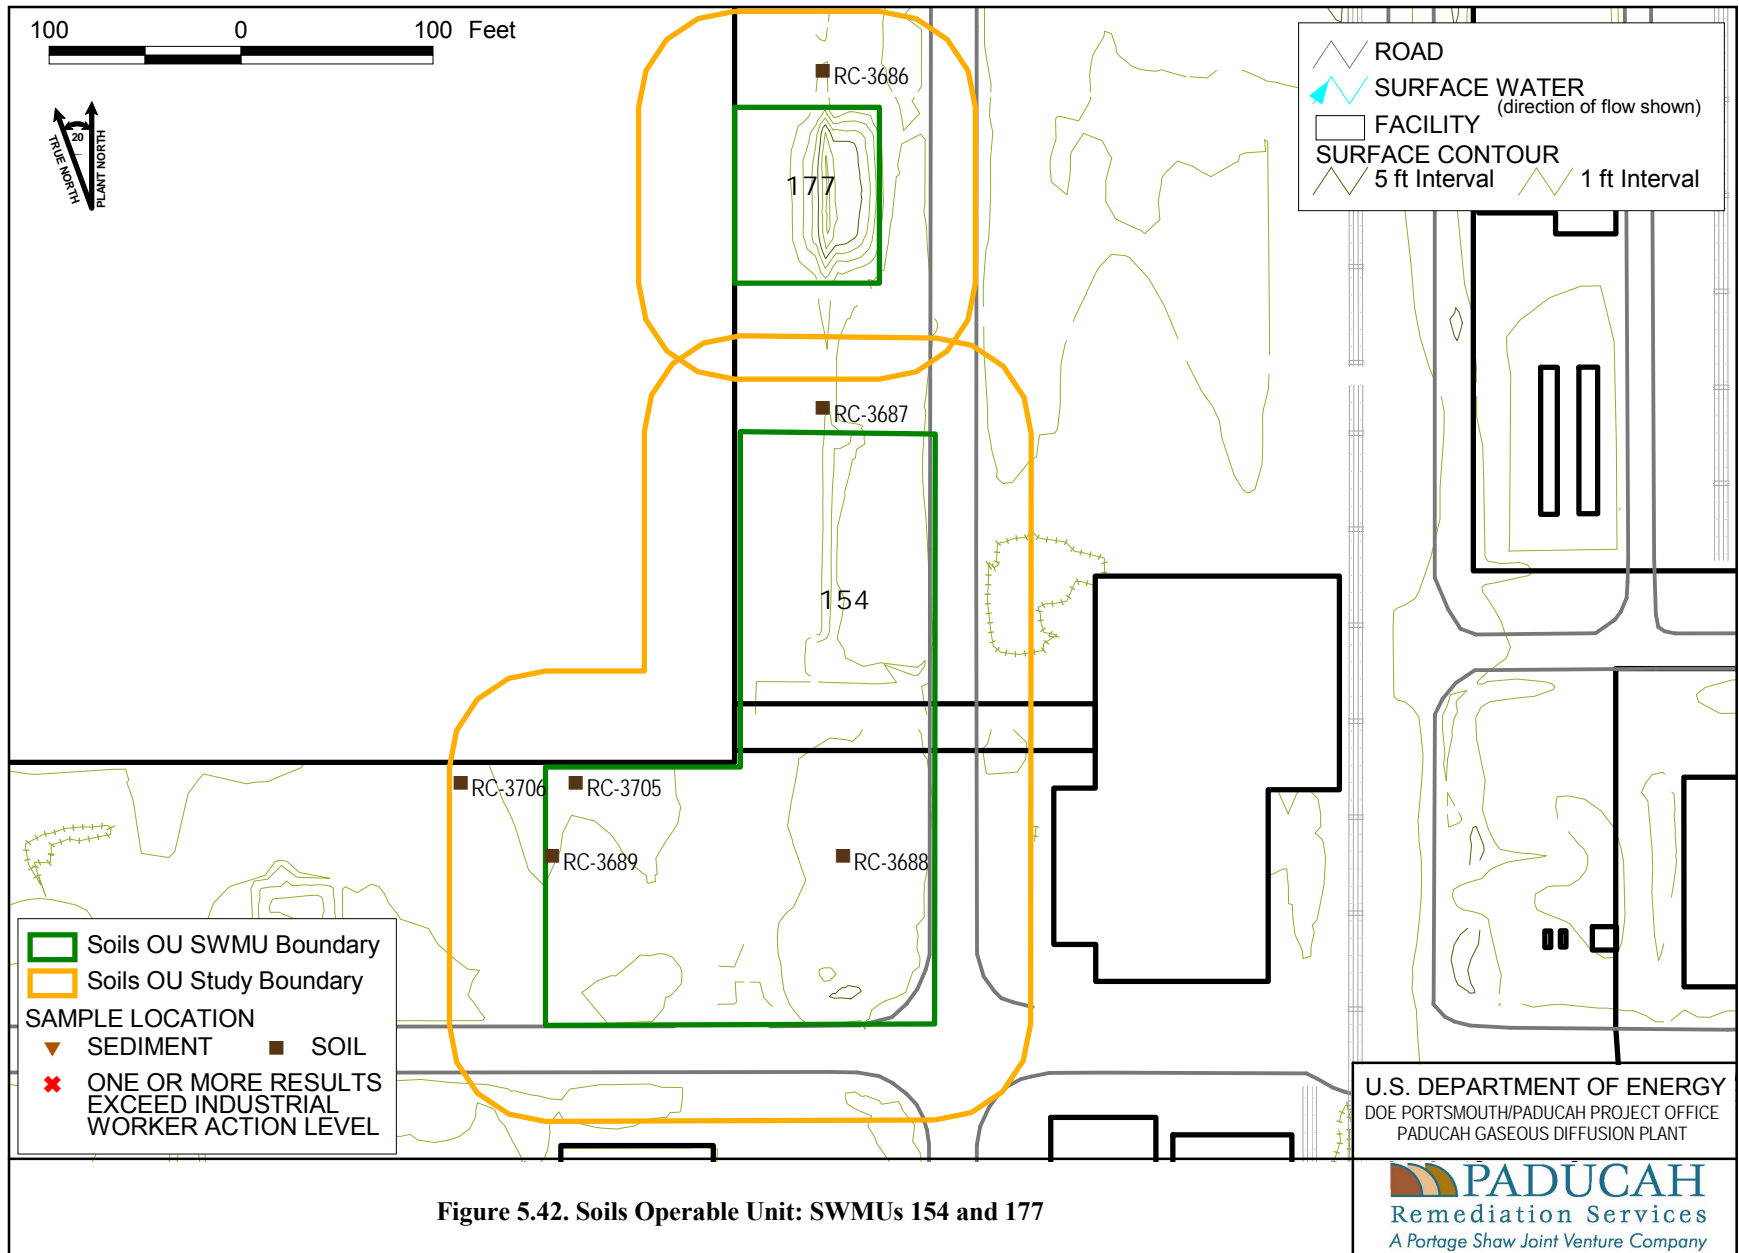 100 0 100 Feet
20
TRUE NORTH
PLANT NORTH
ROAD
SURFACE WATER
(direction of flow shown)
FACILITY
SURFACE CONTOUR
5 ft Interval 1 ft Interval
RC-3686
177
RC-3687
154
RC-3706
RC-3705
RC-3689
RC-3688
Soils OU SWMU Boundary
Soils OU Study Boundary
SAMPLE LOCATION
SEDIMENT SOIL
ONE OR MORE RESULTS
EXCEED INDUSTRIAL
WORKER ACTION LEVEL
U.S. DEPARTMENT OF ENERGY
DOE PORTSMOUTH/PADUCAH PROJECT OFFICE
PADUCAH GASEOUS DIFFUSION PLANT
PADUCAH
Remediation Services
A Portage Shaw Joint Venture Company
Figure 5.42. Soils Operable Unit: SWMUs 154 and 177